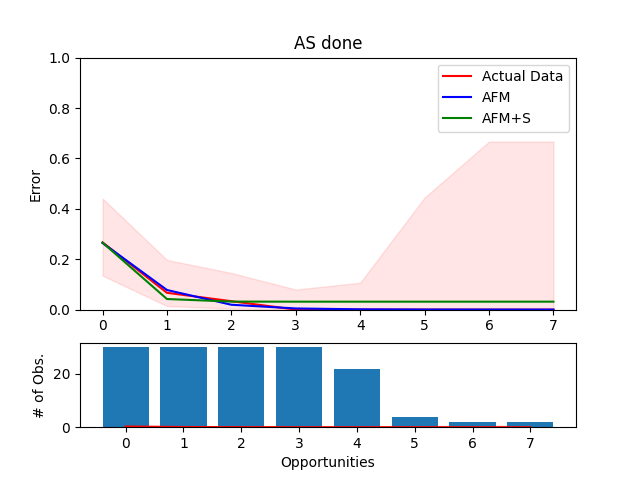 AS done
1.0
0.8
0.6
0.4
0.2
0.0
Error
Actual Data
AFM
AFM+S
0 1 2 3 4 5 6 7
20
0
# of Obs.
0 1 2 3 4 5 6 7
Opportunities